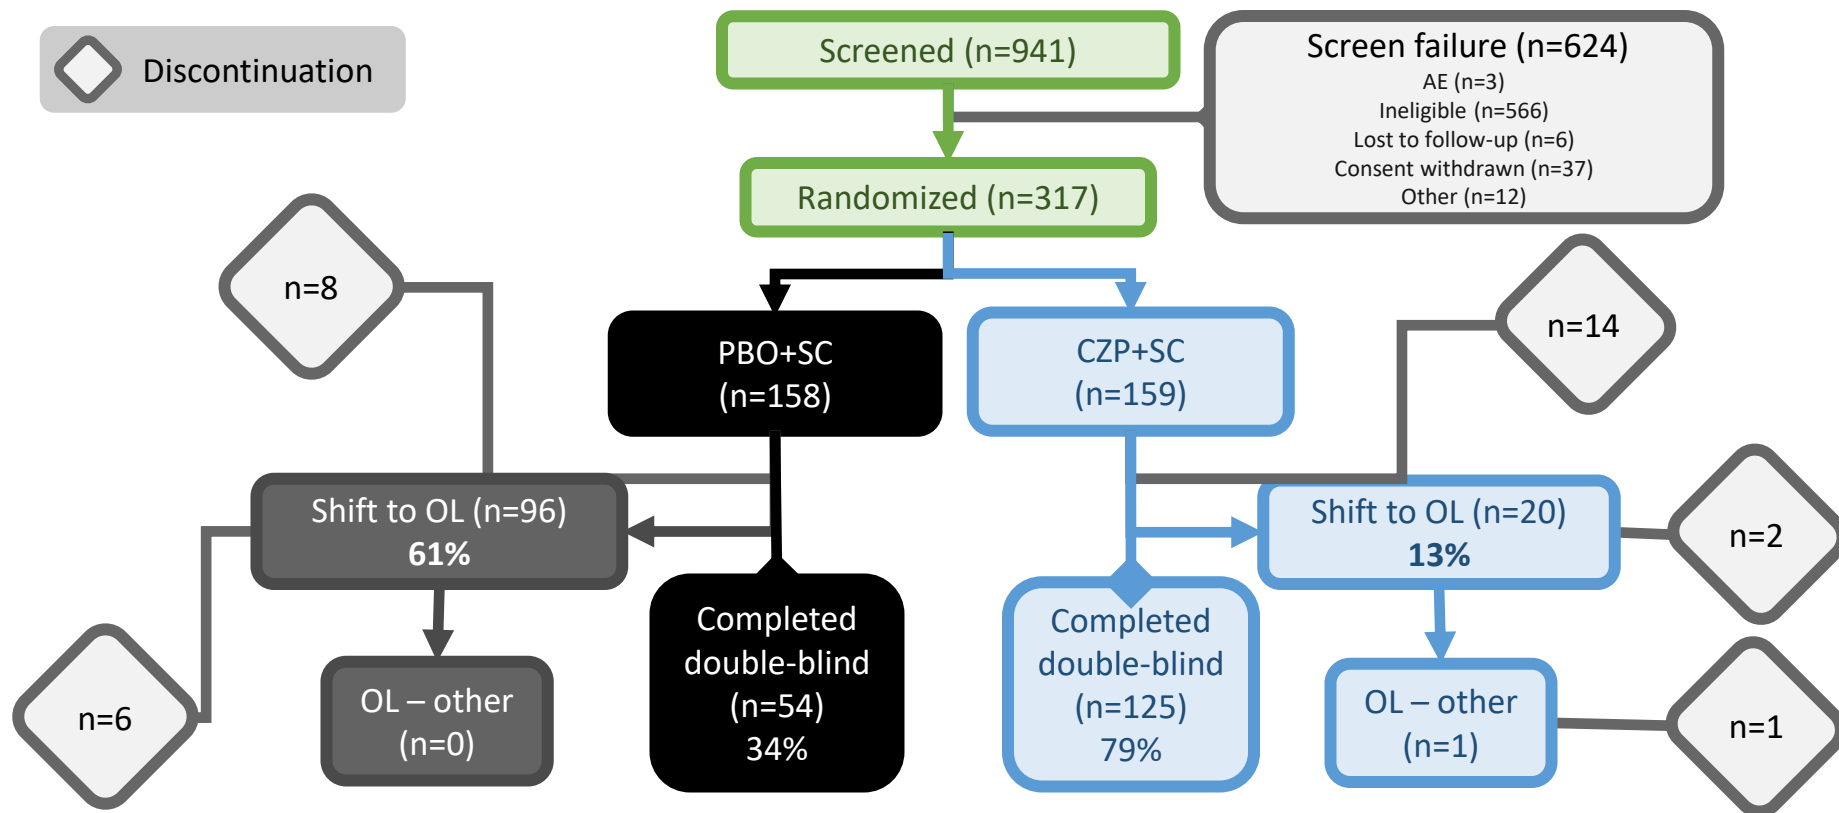 Discontinuation
Screened (n=941)
Screen failure (n=624)
AE (n=3)
Ineligible (n=566)
Lost to follow-up (n=6)
Consent withdrawn (n=37)
Other (n=12)
Randomized (n=317)
n=8
PBO+SC
(n=158)
CZP+SC
(n=159)
n=14
Shift to OL (n=96)
61%
Shift to OL (n=20)
13%
n=2
n=6
OL – other
(n=0)
Completed
double-blind
(n=54)
34%
Completed
double-blind
(n=125)
79%
OL – other
(n=1)
n=1